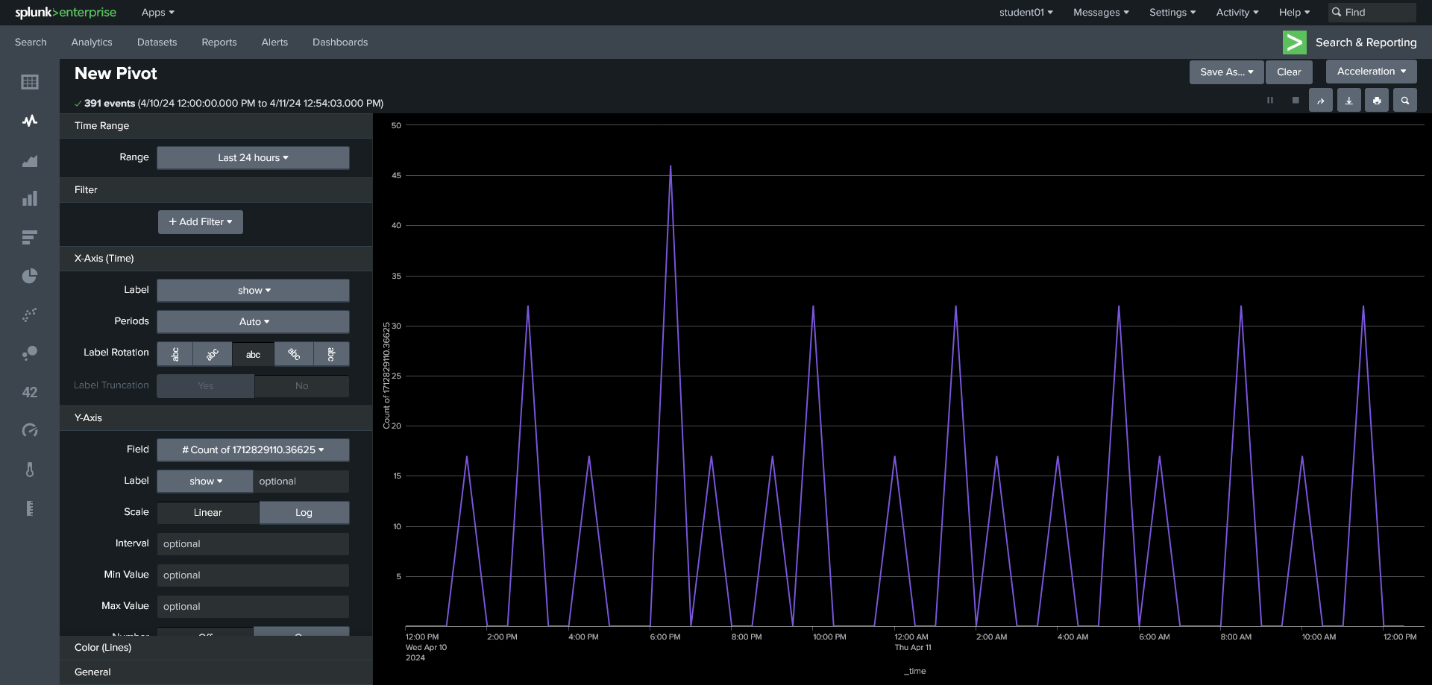 splunk>enterprise Apps student01 Messages Settings Activity Help Find
Search Analytics Datasets Reports Alerts Dashboards > Search & Reporting
New Pivot Save As... Clear Acceleration
✓ 391 events (4/10/24 12:00:00.000 PM to 4/11/24 12:54:03.000 PM)
Time Range
Range Last 24 hours
Filter
+ Add Filter
X-Axis (Time)
Label show
Periods Auto
Label Rotation abc abc abc abc abc
Label Truncation Yes No
42
Y-Axis
Field # Count of 1712829110.36625
Label show optional
Scale Linear Log
Interval optional
Min Value optional
Max Value optional
Number Off
Color (Lines)
General
50
45
40
35
30
25
20
15
10
5
Count of 1712829110.36625
12:00 PM 2:00 PM 4:00 PM 6:00 PM 8:00 PM 10:00 PM 12:00 AM 2:00 AM 4:00 AM 6:00 AM 8:00 AM 10:00 AM 12:00 PM
Wed Apr 10 Thu Apr 11
2024
_time